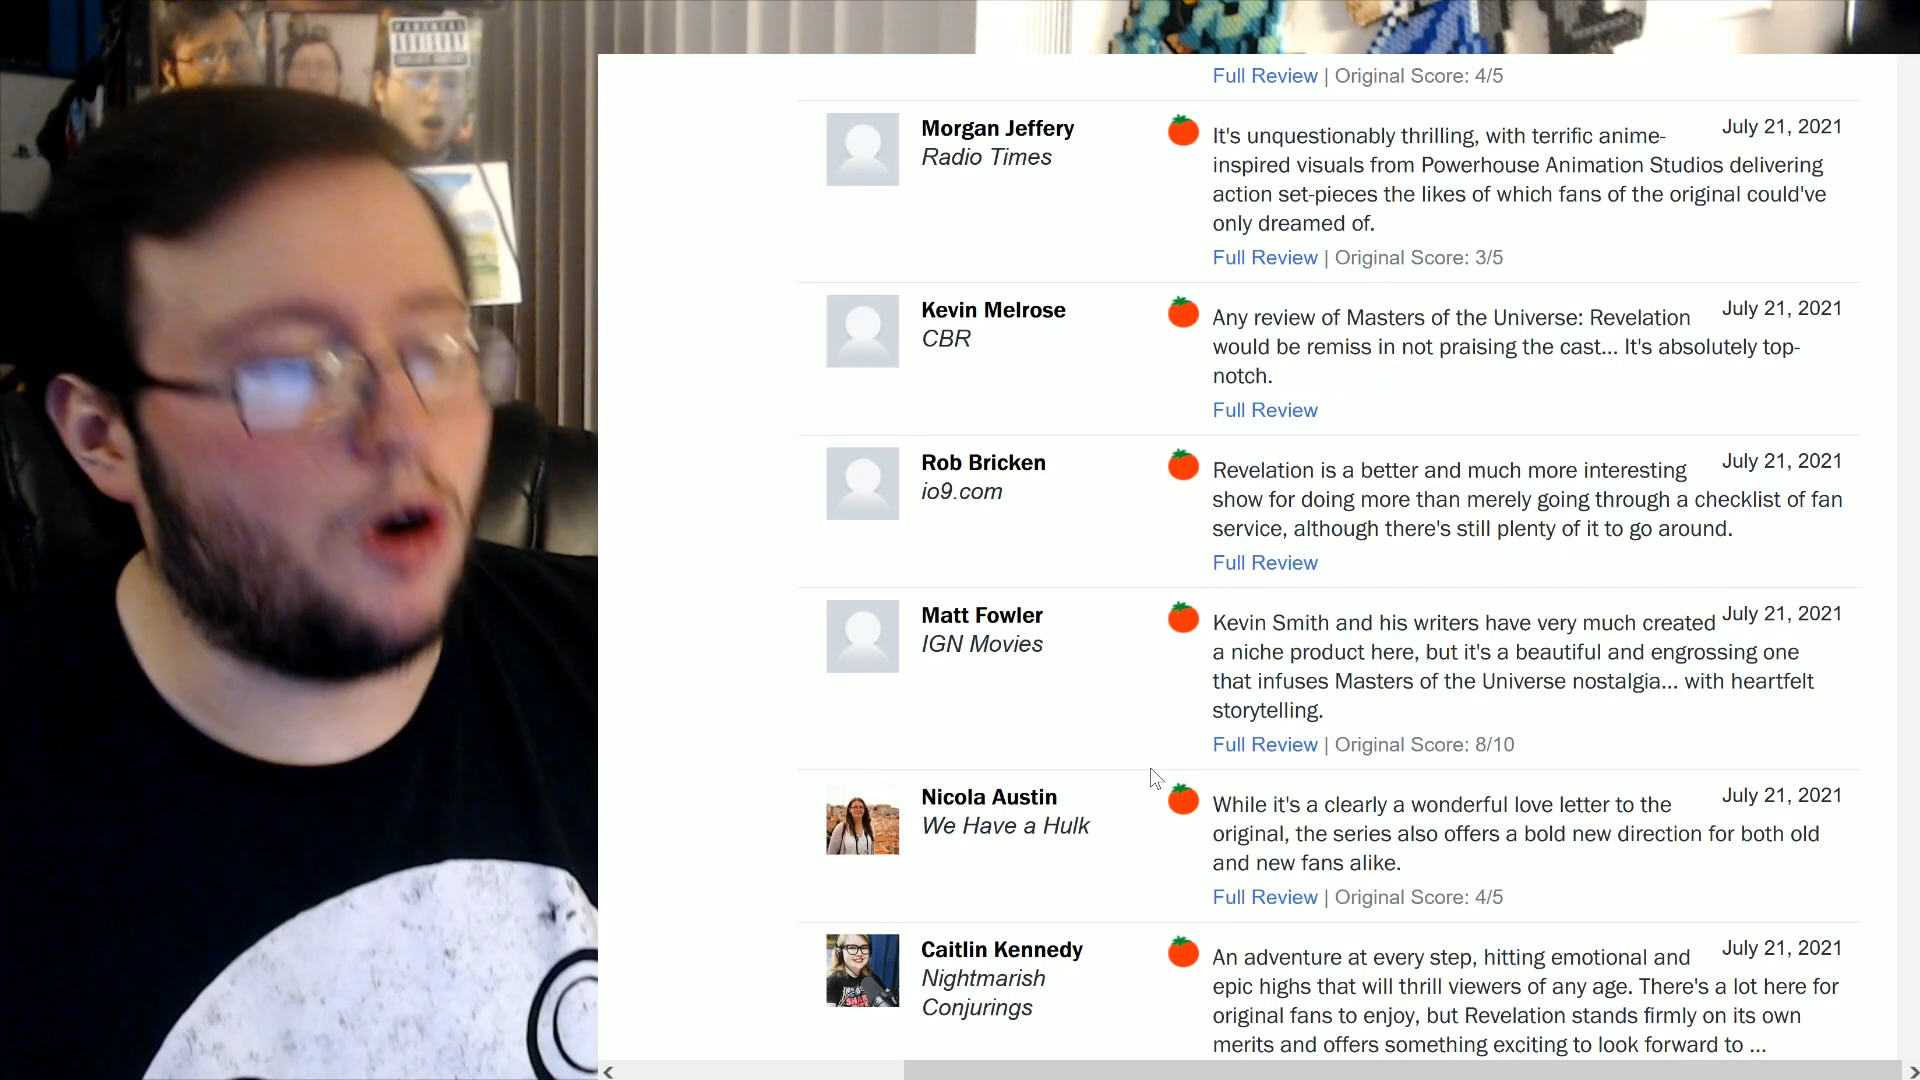 PARENTAL
ADVISORY
Full Review | Original Score: 4/5
Morgan Jeffery
Radio Times
July 21, 2021
It's unquestionably thrilling, with terrific anime-
inspired visuals from Powerhouse Animation Studios delivering
action set-pieces the likes of which fans of the original could've
only dreamed of.
Full Review | Original Score: 3/5
Kevin Melrose
CBR
July 21, 2021
Any review of Masters of the Universe: Revelation
would be remiss in not praising the cast... It's absolutely top-
notch.
Full Review
Rob Bricken
io9.com
July 21, 2021
Revelation is a better and much more interesting
show for doing more than merely going through a checklist of fan
service, although there's still plenty of it to go around.
Full Review
Matt Fowler
IGN Movies
July 21, 2021
Kevin Smith and his writers have very much created
a niche product here, but it's a beautiful and engrossing one
that infuses Masters of the Universe nostalgia... with heartfelt
storytelling.
Full Review | Original Score: 8/10
Nicola Austin
We Have a Hulk
July 21, 2021
While it's a clearly a wonderful love letter to the
original, the series also offers a bold new direction for both old
and new fans alike.
Full Review | Original Score: 4/5
Caitlin Kennedy
Nightmarish
Conjurings
July 21, 2021
An adventure at every step, hitting emotional and
epic highs that will thrill viewers of any age. There's a lot here for
original fans to enjoy, but Revelation stands firmly on its own
merits and offers something exciting to look forward to ...